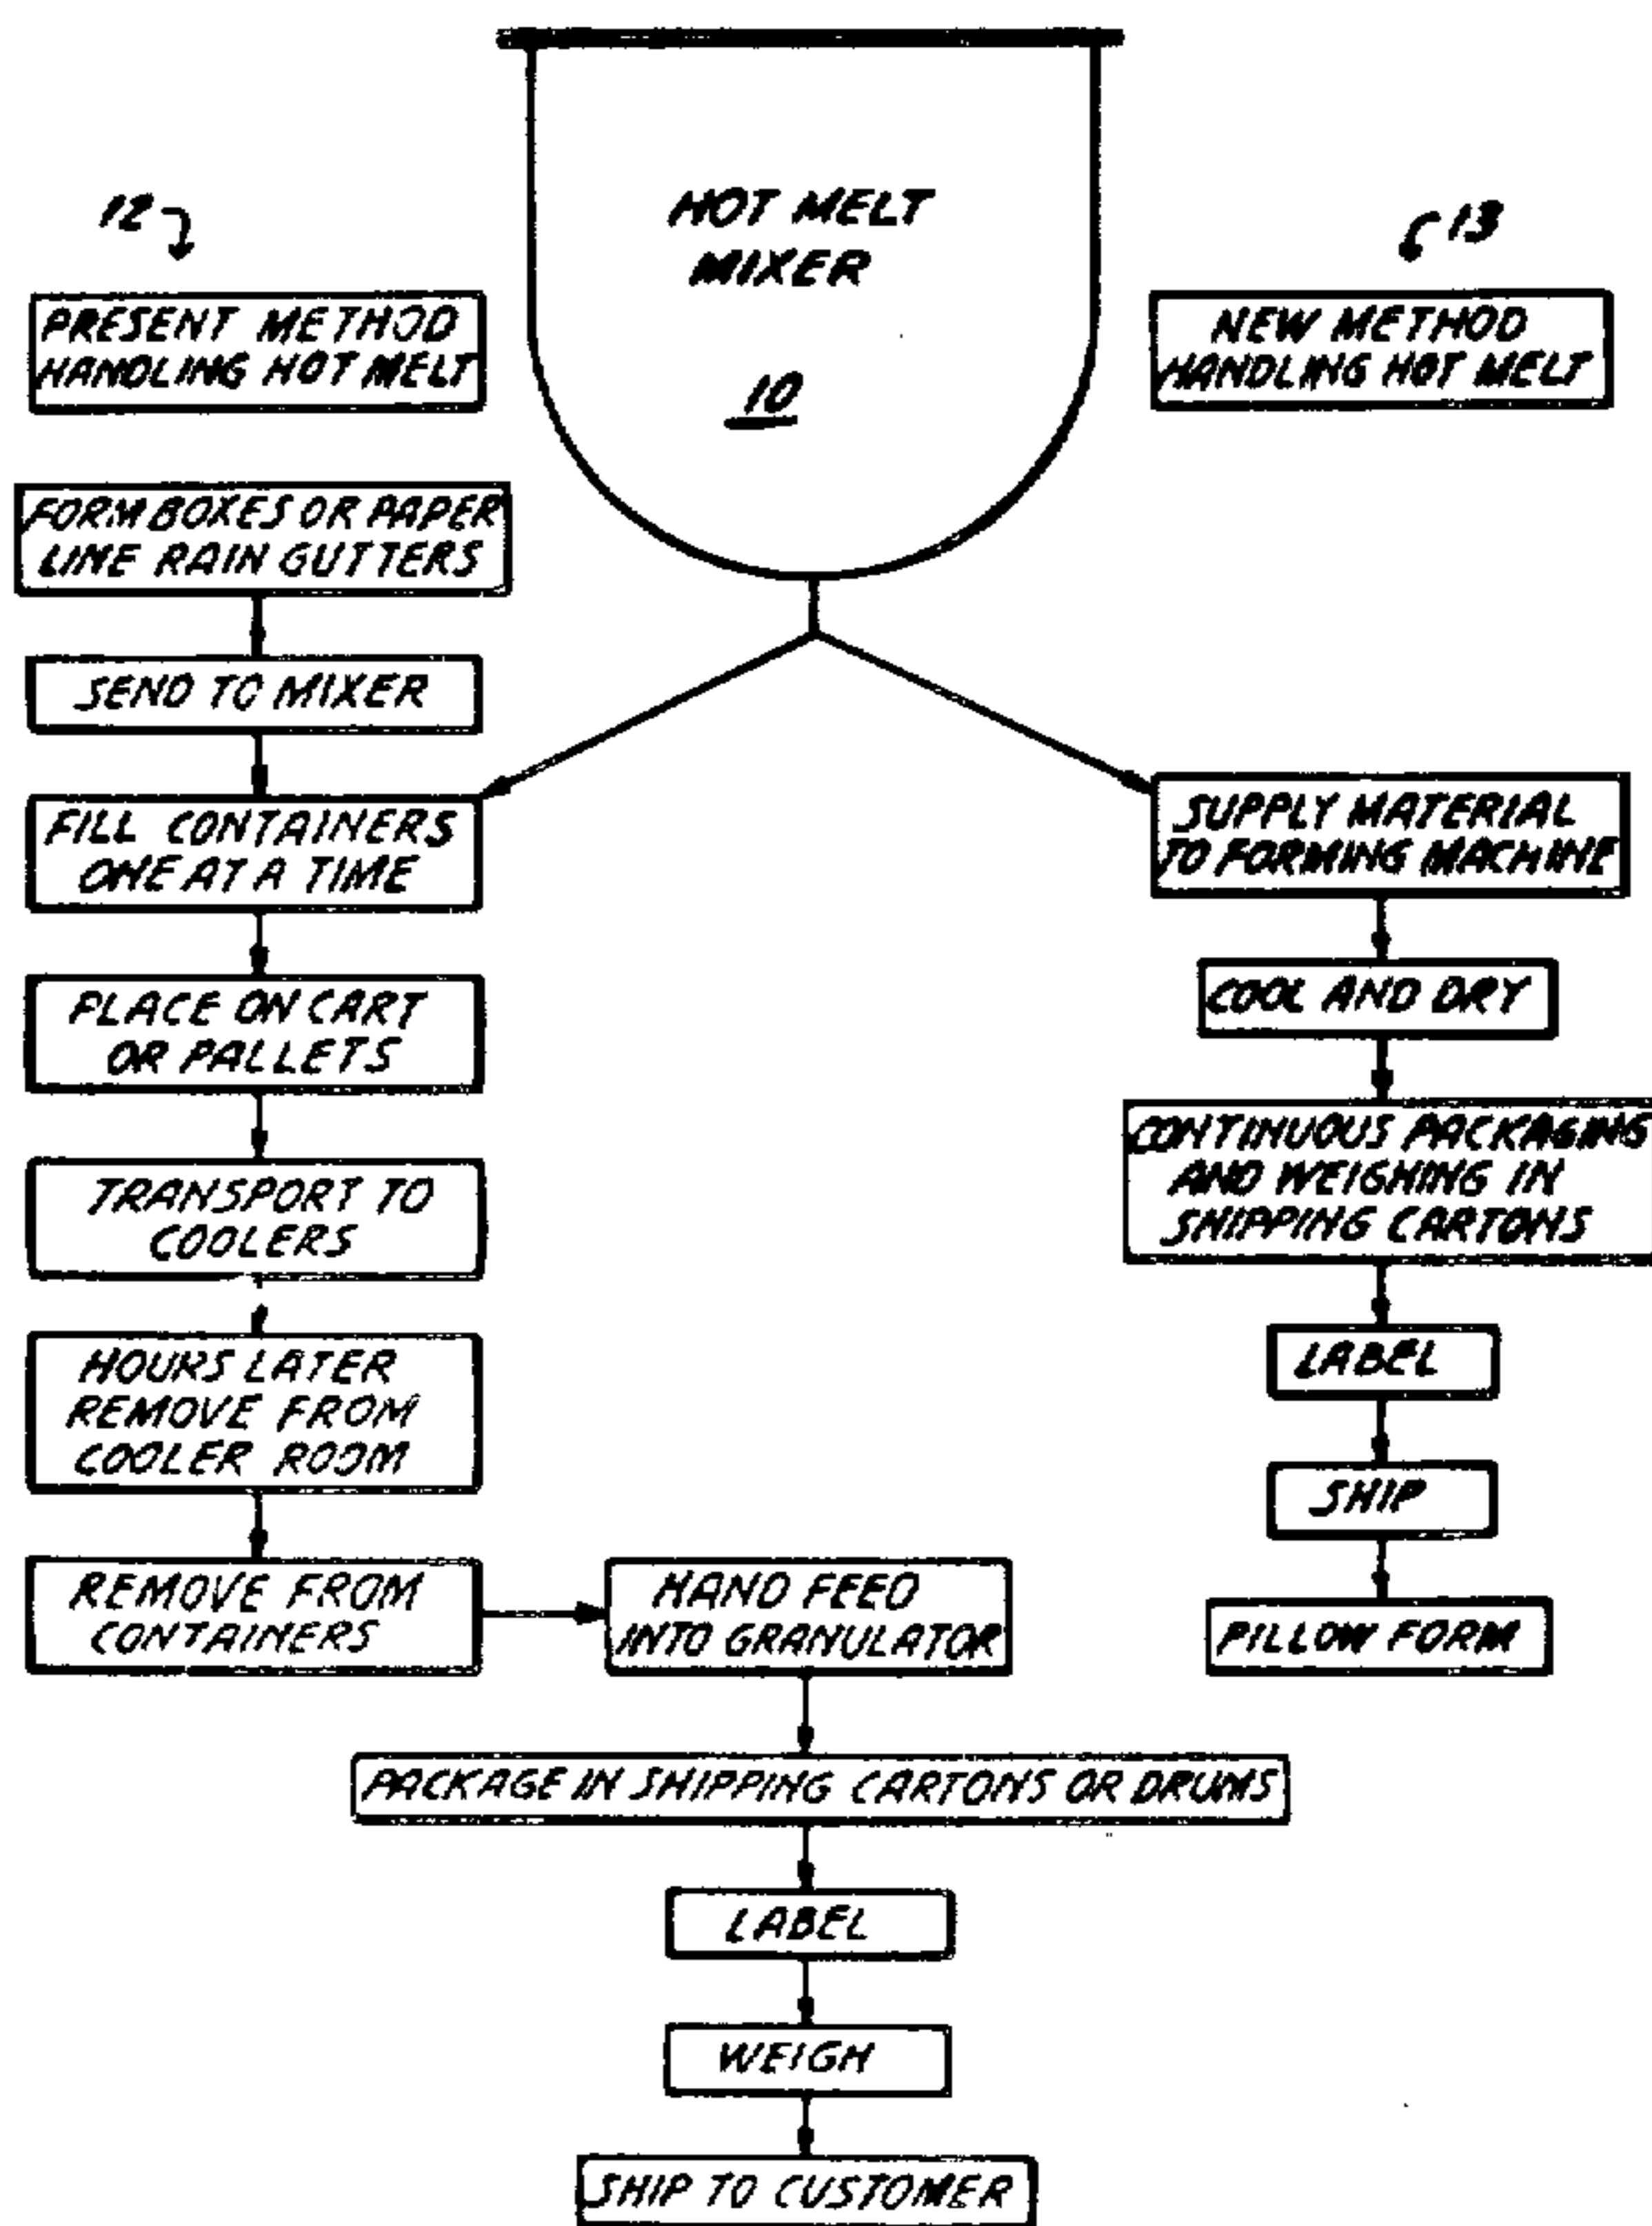 HOT MELT
MIXER
10
12
PRESENT METHOD
HANDLING HOT MELT
FORM BOXES OR PAPER
LINE RAIN GUTTERS
SEND TO MIXER
FILL CONTAINERS
ONE AT A TIME
PLACE ON CART
OR PALLETS
TRANSPORT TO
COOLERS
HOURS LATER
REMOVE FROM
COOLER ROOM
REMOVE FROM
CONTAINERS
HAND FEED
INTO GRANULATOR
PACKAGE IN SHIPPING CARTONS OR DRUMS
LABEL
WEIGH
SHIP TO CUSTOMER
13
NEW METHOD
HANDLING HOT MELT
SUPPLY MATERIAL
TO FORMING MACHINE
COOL AND DRY
CONTINUOUS PACKAGING
AND WEIGHING IN
SHIPPING CARTONS
LABEL
SHIP
PILLOW FORM